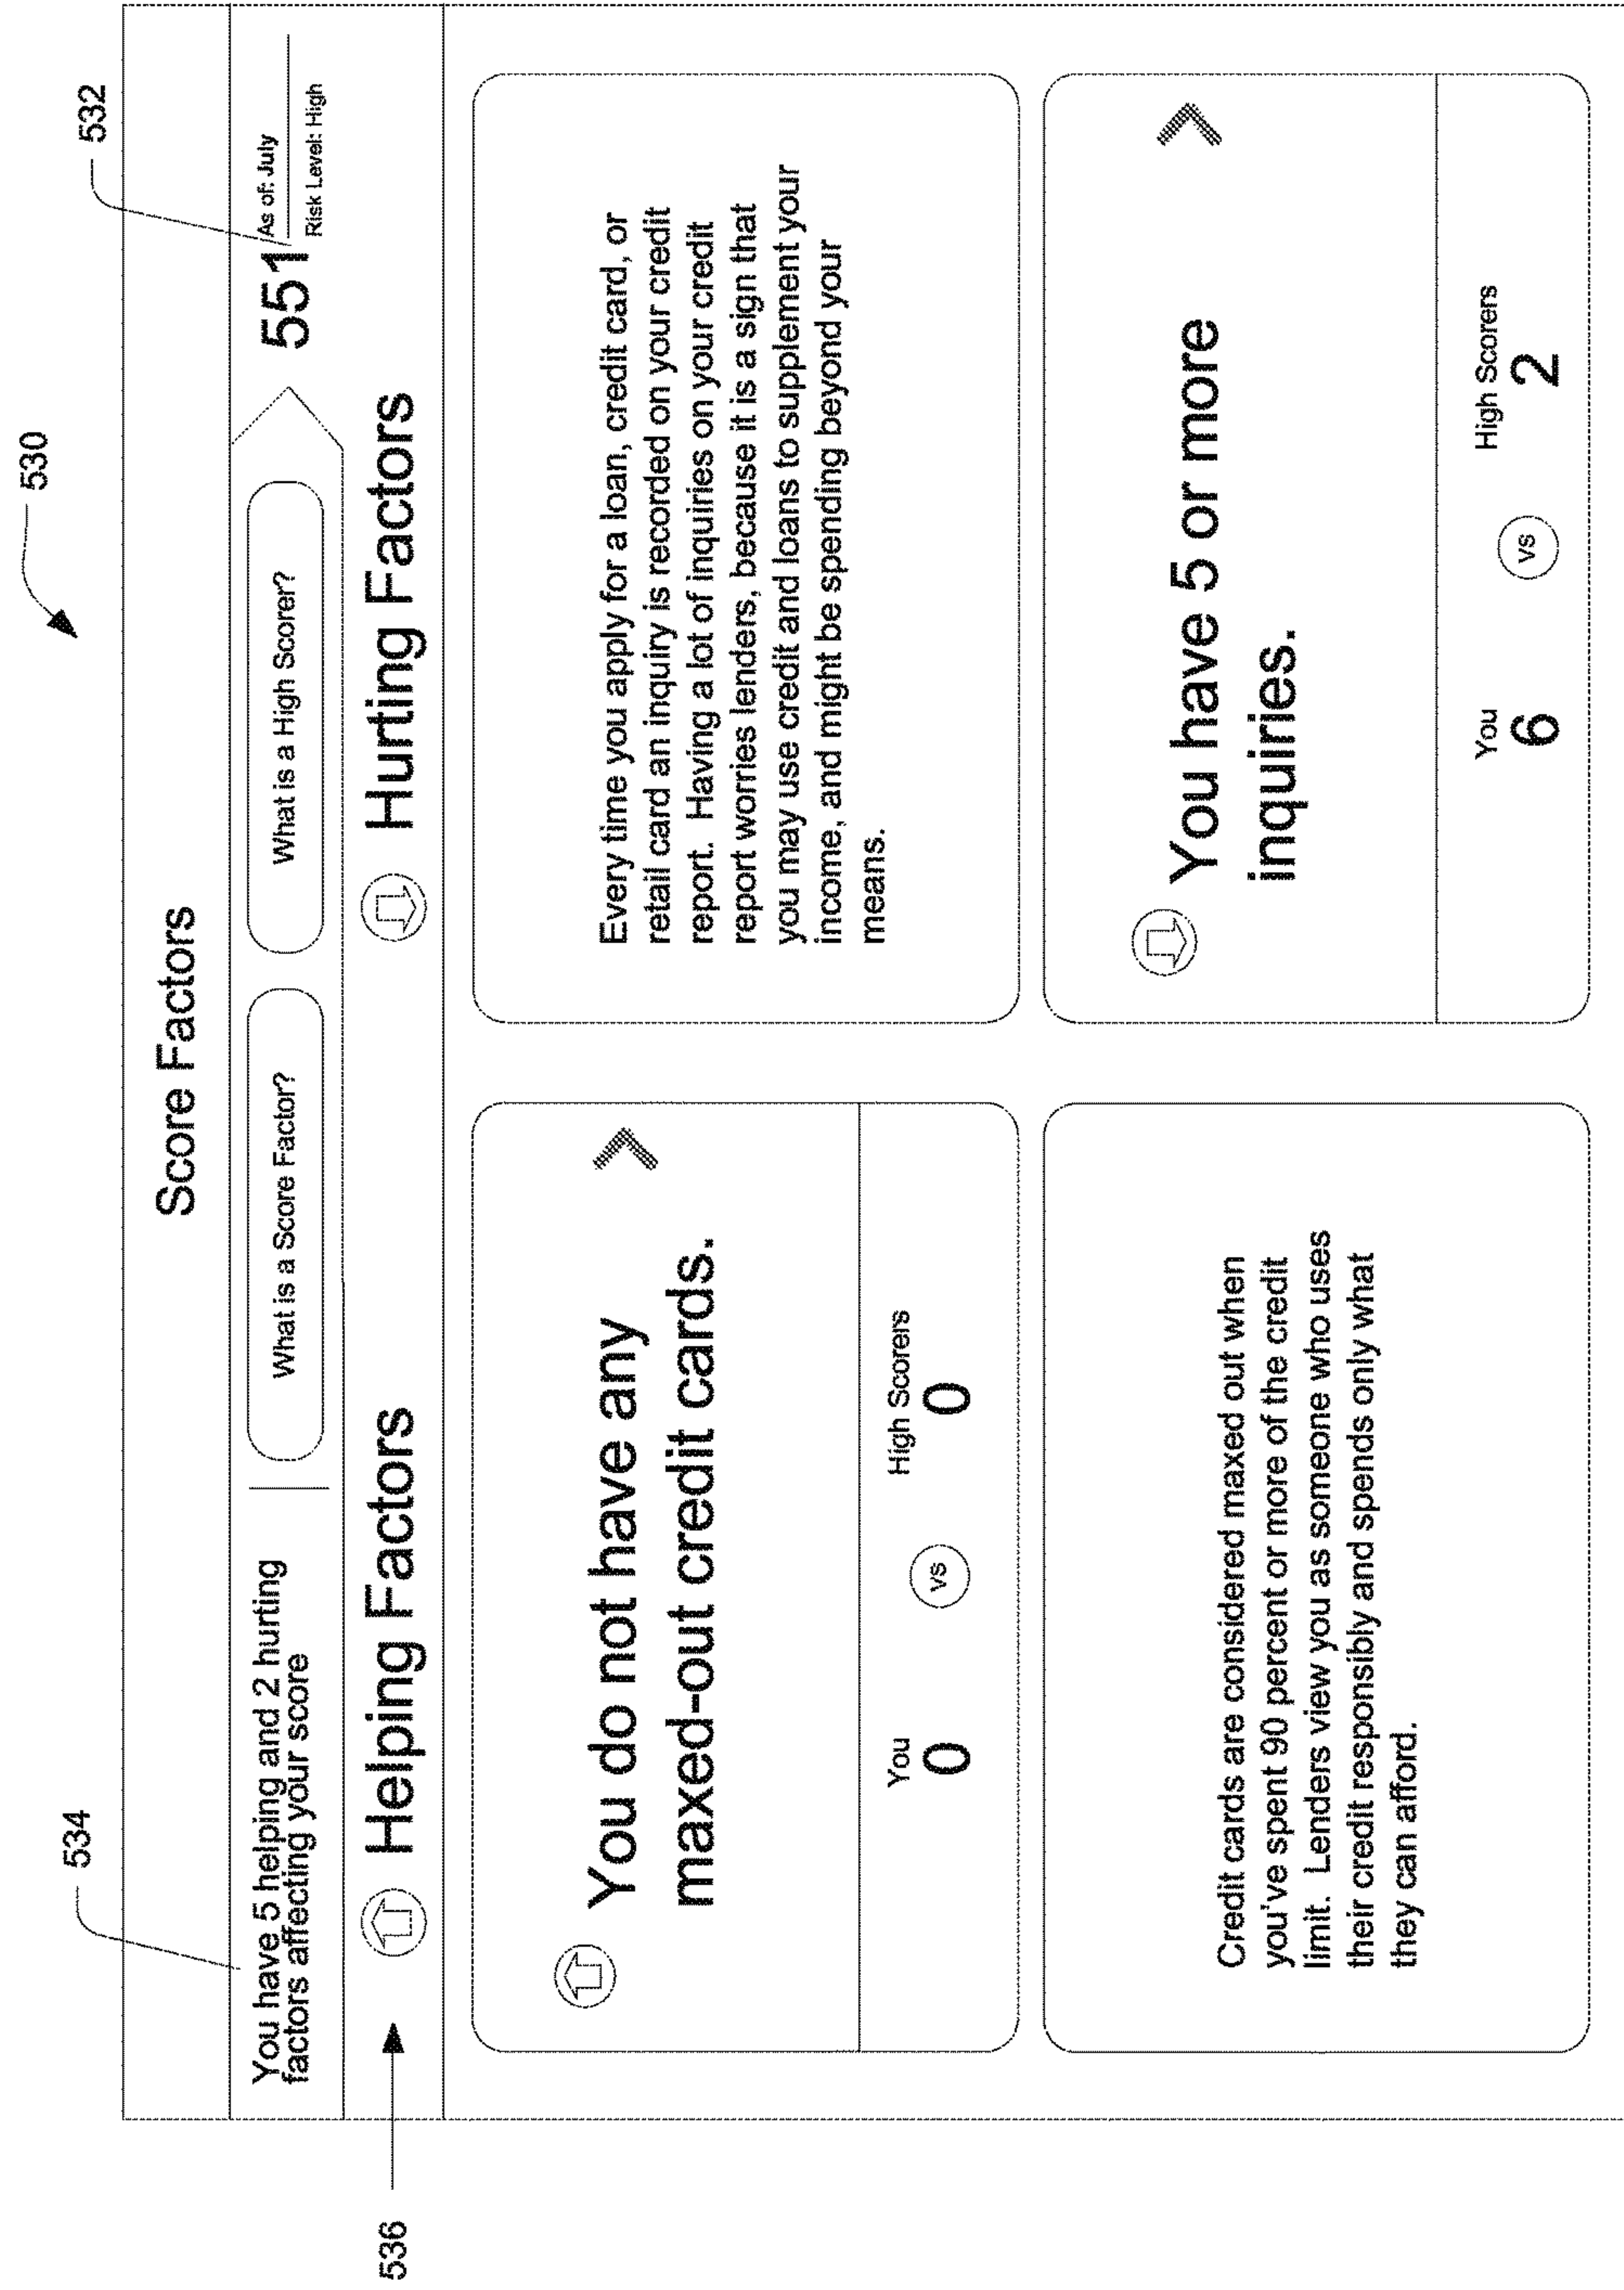 530
534
532
Score Factors
You have 5 helping and 2 hurting
factors affecting your score
What is a Score Factor?
What is a High Scorer?
551
As of: July
Risk Level: High
536
Helping Factors
Hurting Factors
You do not have any
maxed-out credit cards.
You
0
vs
High Scorers
0
Every time you apply for a loan, credit card, or
retail card an inquiry is recorded on your credit
report. Having a lot of inquiries on your credit
report worries lenders, because it is a sign that
you may use credit and loans to supplement your
income, and might be spending beyond your
means.
Credit cards are considered maxed out when
you've spent 90 percent or more of the credit
limit. Lenders view you as someone who uses
their credit responsibly and spends only what
they can afford.
You have 5 or more
inquiries.
You
6
vs
High Scorers
2